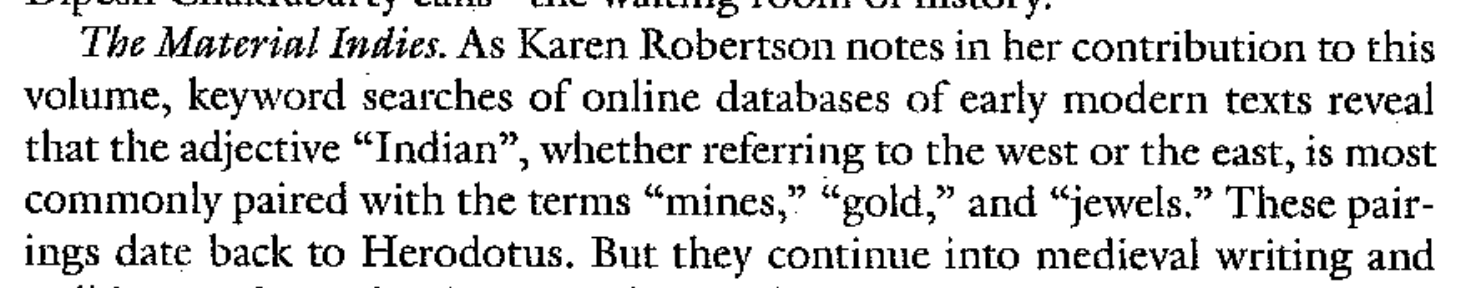 the waiting room of history.
The Material Indies. As Karen Robertson notes in her contribution to this
volume, keyword searches of online databases of early modern texts reveal
that the adjective “Indian”, whether referring to the west or the east, is most
commonly paired with the terms “mines,” “gold,” and “jewels.” These pair-
ings date back to Herodotus. But they continue into medieval writing and